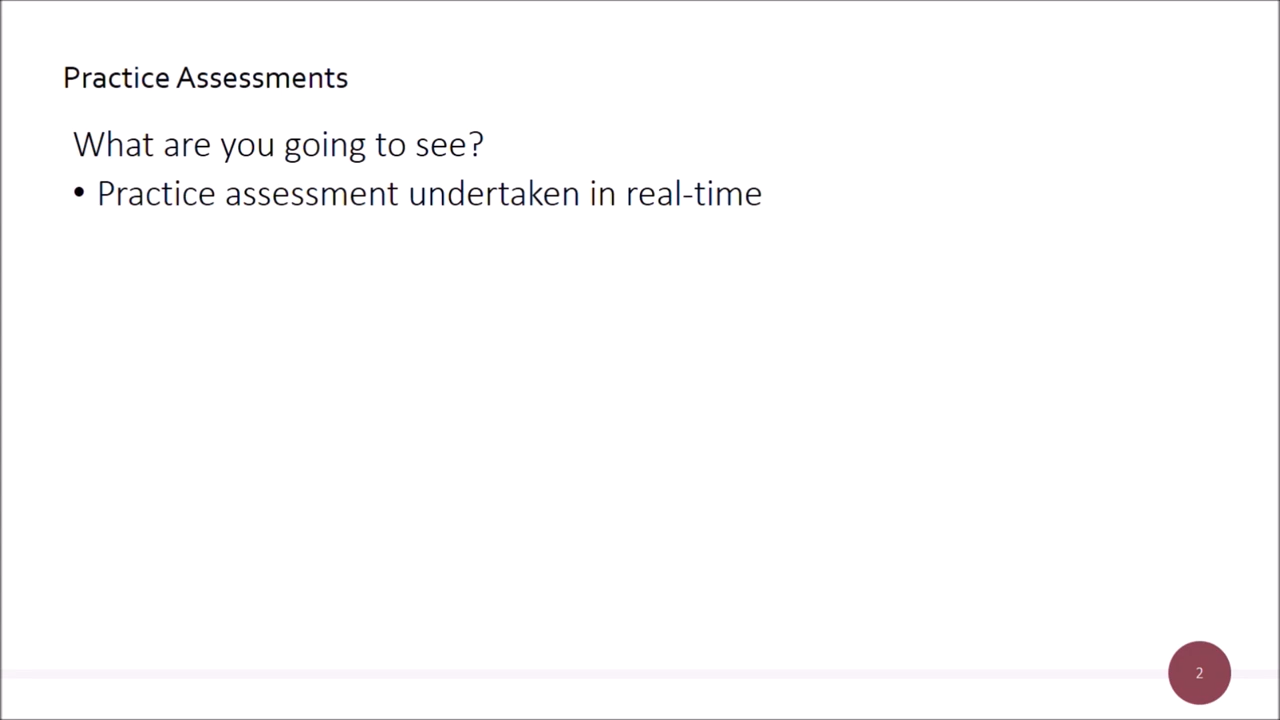 Practice Assessments
What are you going to see?
• Practice assessment undertaken in real-time
2